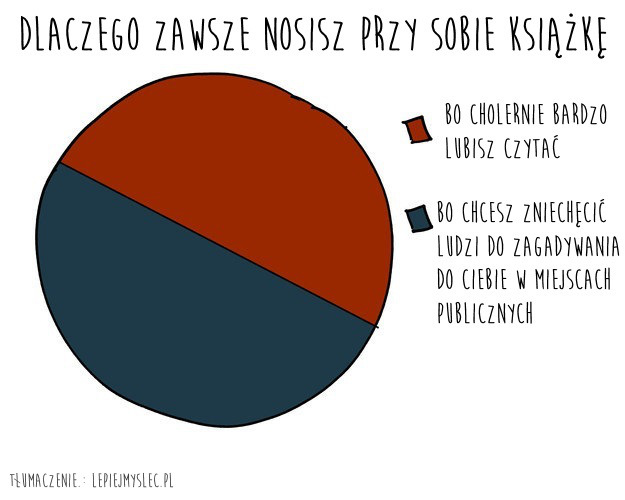 DLACZEGO ZAWSZE NOSISZ PRZY SOBIE KSIĄŻKĘ
BO CHOLERNIE BARDZO
LUBISZ CZYTAĆ
BO CHCESZ ZNIECHĘCIĆ
LUDZI DO ZAGADYWANIA
DO CIEBIE W MIEJSCACH
PUBLICZNYCH
TŁUMACZENIE.: LEPIEJMYSLEC.PL